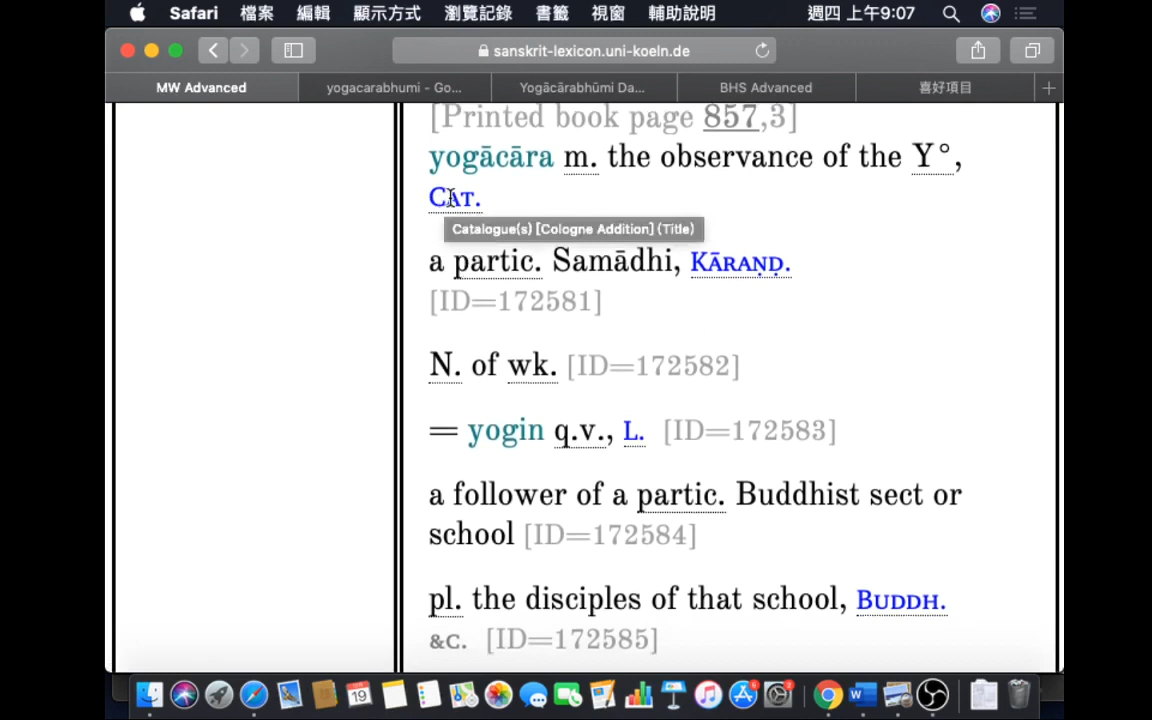 Safari 檔案 編輯 顯示方式 瀏覽記錄 書籤 視窗 輔助說明 週四 上午9:07
sanskrit-lexicon.uni-koeln.de
MW Advanced yogacarabhumi - Go... Yogācārabhūmi Da... BHS Advanced 喜好項目
[Printed book page 857,3]
yogācāra m. the observance of the Y°,
CAT.
Catalogue(s) [Cologne Addition] (Title)
a partic. Samādhi, KĀRAṆḌ.
[ID=172581]
N. of wk. [ID=172582]
= yogin q.v., L. [ID=172583]
a follower of a partic. Buddhist sect or
school [ID=172584]
pl. the disciples of that school, BUDDH.
&C. [ID=172585]